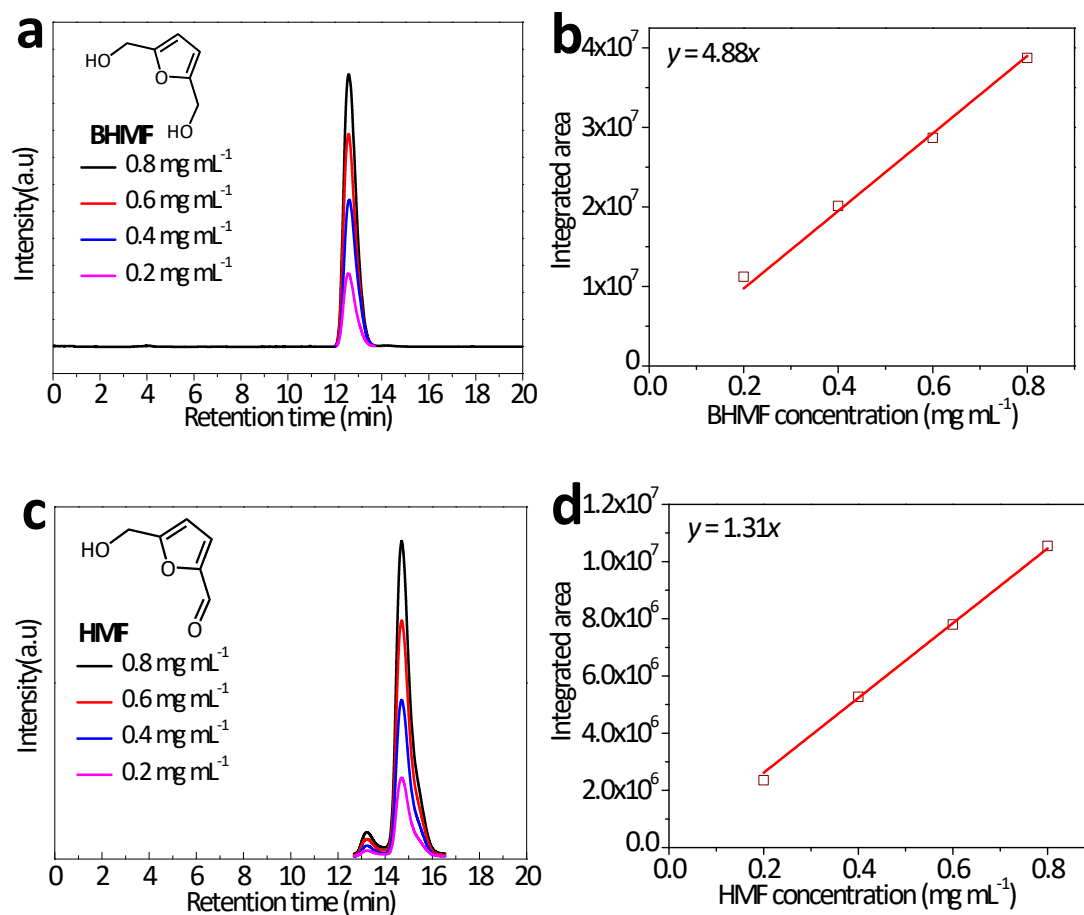 a
HO
O
HO
BHMF
0.8 mg mL⁻¹
0.6 mg mL⁻¹
0.4 mg mL⁻¹
0.2 mg mL⁻¹
Intensity(a.u)
0 2 4 6 8 10 12 14 16 18 20
Retention time (min)
b
y = 4.88x
4x10⁷
3x10⁷
2x10⁷
1x10⁷
0
Integrated area
0.0 0.2 0.4 0.6 0.8
BHMF concentration (mg mL⁻¹)
c
HO
O
O
HMF
0.8 mg mL⁻¹
0.6 mg mL⁻¹
0.4 mg mL⁻¹
0.2 mg mL⁻¹
Intensity(a.u)
0 2 4 6 8 10 12 14 16 18 20
Retention time (min)
d
y = 1.31x
1.2x10⁷
1.0x10⁷
8.0x10⁶
6.0x10⁶
4.0x10⁶
2.0x10⁶
0.0
Integrated area
0.0 0.2 0.4 0.6 0.8
HMF concentration (mg mL⁻¹)